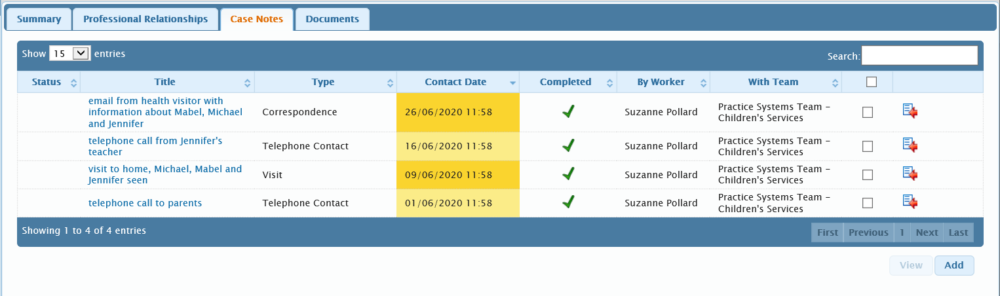 Summary Professional Relationships Case Notes Documents
Show 15 entries Search:
Status Title Type Contact Date Completed By Worker With Team
email from health visitor with
information about Mabel, Michael
and Jennifer
Correspondence 26/06/2020 11:58 Suzanne Pollard
Practice Systems Team -
Children's Services
telephone call from Jennifer's
teacher
Telephone Contact 16/06/2020 11:58 Suzanne Pollard
Practice Systems Team -
Children's Services
visit to home, Michael, Mabel and
Jennifer seen
Visit 09/06/2020 11:58 Suzanne Pollard
Practice Systems Team -
Children's Services
telephone call to parents
Telephone Contact 01/06/2020 11:58 Suzanne Pollard
Practice Systems Team -
Children's Services
Showing 1 to 4 of 4 entries First Previous 1 Next Last
View Add